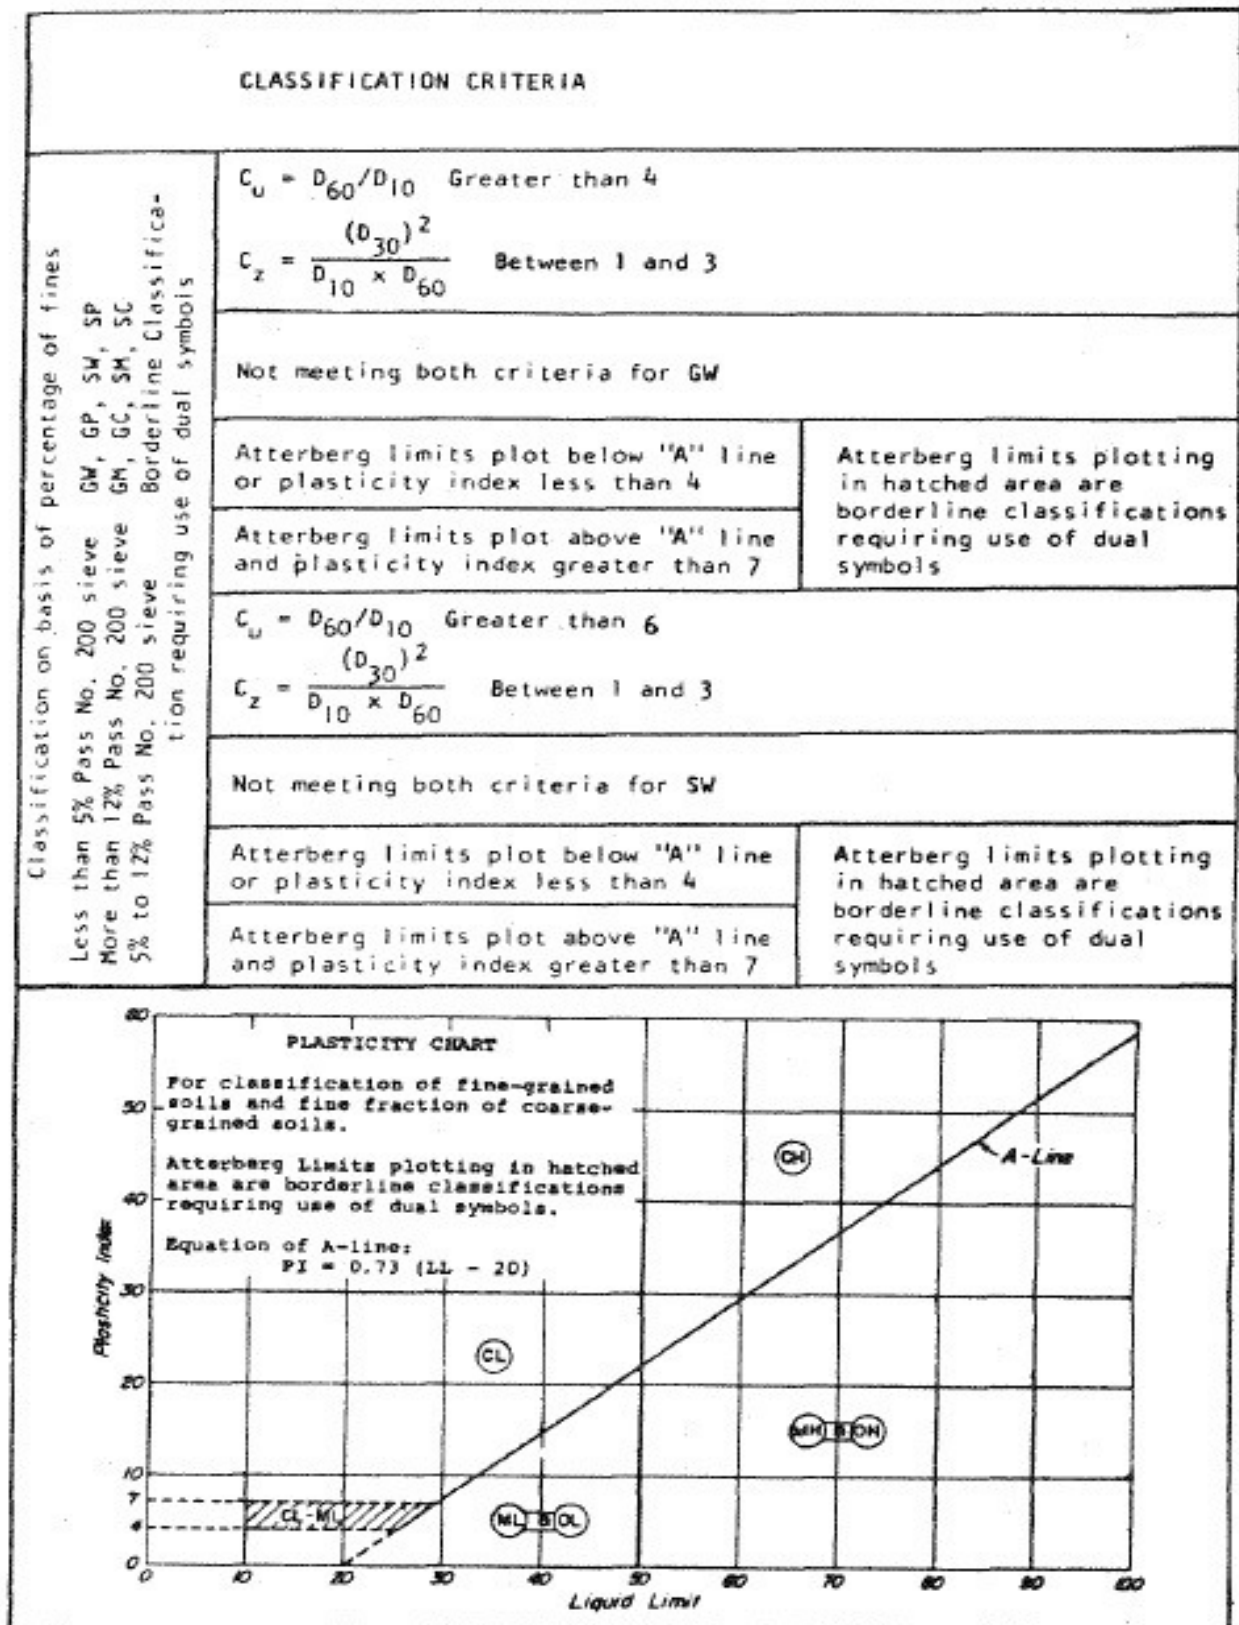 CLASSIFICATION CRITERIA
Classification on basis of percentage of fines
Less than 5% Pass No. 200 sieve GW, GP, SW, SP
More than 12% Pass No. 200 sieve GM, GC, SM, SC
5% to 12% Pass No. 200 sieve Borderline Classifica-
tion requiring use of dual symbols
Cu = D60/D10 Greater than 4
Cz = (D30)2 / D10 x D60 Between 1 and 3
Not meeting both criteria for GW
Atterberg limits plot below "A" line
or plasticity index less than 4
Atterberg limits plot above "A" line
and plasticity index greater than 7
Atterberg limits plotting
in hatched area are
borderline classifications
requiring use of dual
symbols
Cu = D60/D10 Greater than 6
Cz = (D30)2 / D10 x D60 Between 1 and 3
Not meeting both criteria for SW
Atterberg limits plot below "A" line
or plasticity index less than 4
Atterberg limits plot above "A" line
and plasticity index greater than 7
Atterberg limits plotting
in hatched area are
borderline classifications
requiring use of dual
symbols
PLASTICITY CHART
For classification of fine-grained
soils and fine fraction of coarse-
grained soils.
Atterberg Limits plotting in hatched
area are borderline classifications
requiring use of dual symbols.
Equation of A-line:
PI = 0.73 (LL - 20)
Plasticity Index
60
50
40
30
20
10
7
4
0
CH
A-Line
CL
MH & OH
CL-ML
ML & OL
0 10 20 30 40 50 60 70 80 90 100
Liquid Limit